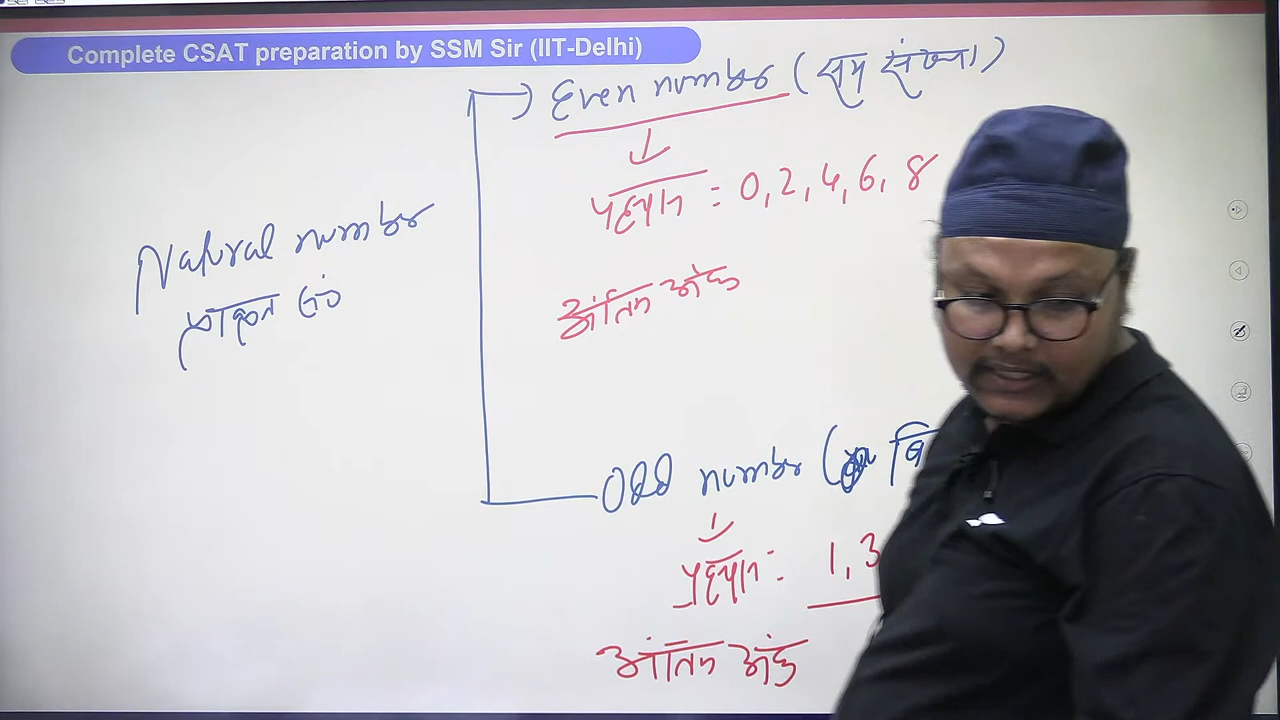 Complete CSAT preparation by SSM Sir (IIT-Delhi)
Even number (सम संख्या)
पहचान : 0, 2, 4, 6, 8
Natural number
प्राकृत सं०
अंतिम अंक
Odd number ( वि
पहचान : 1, 3
अंतिम अंक